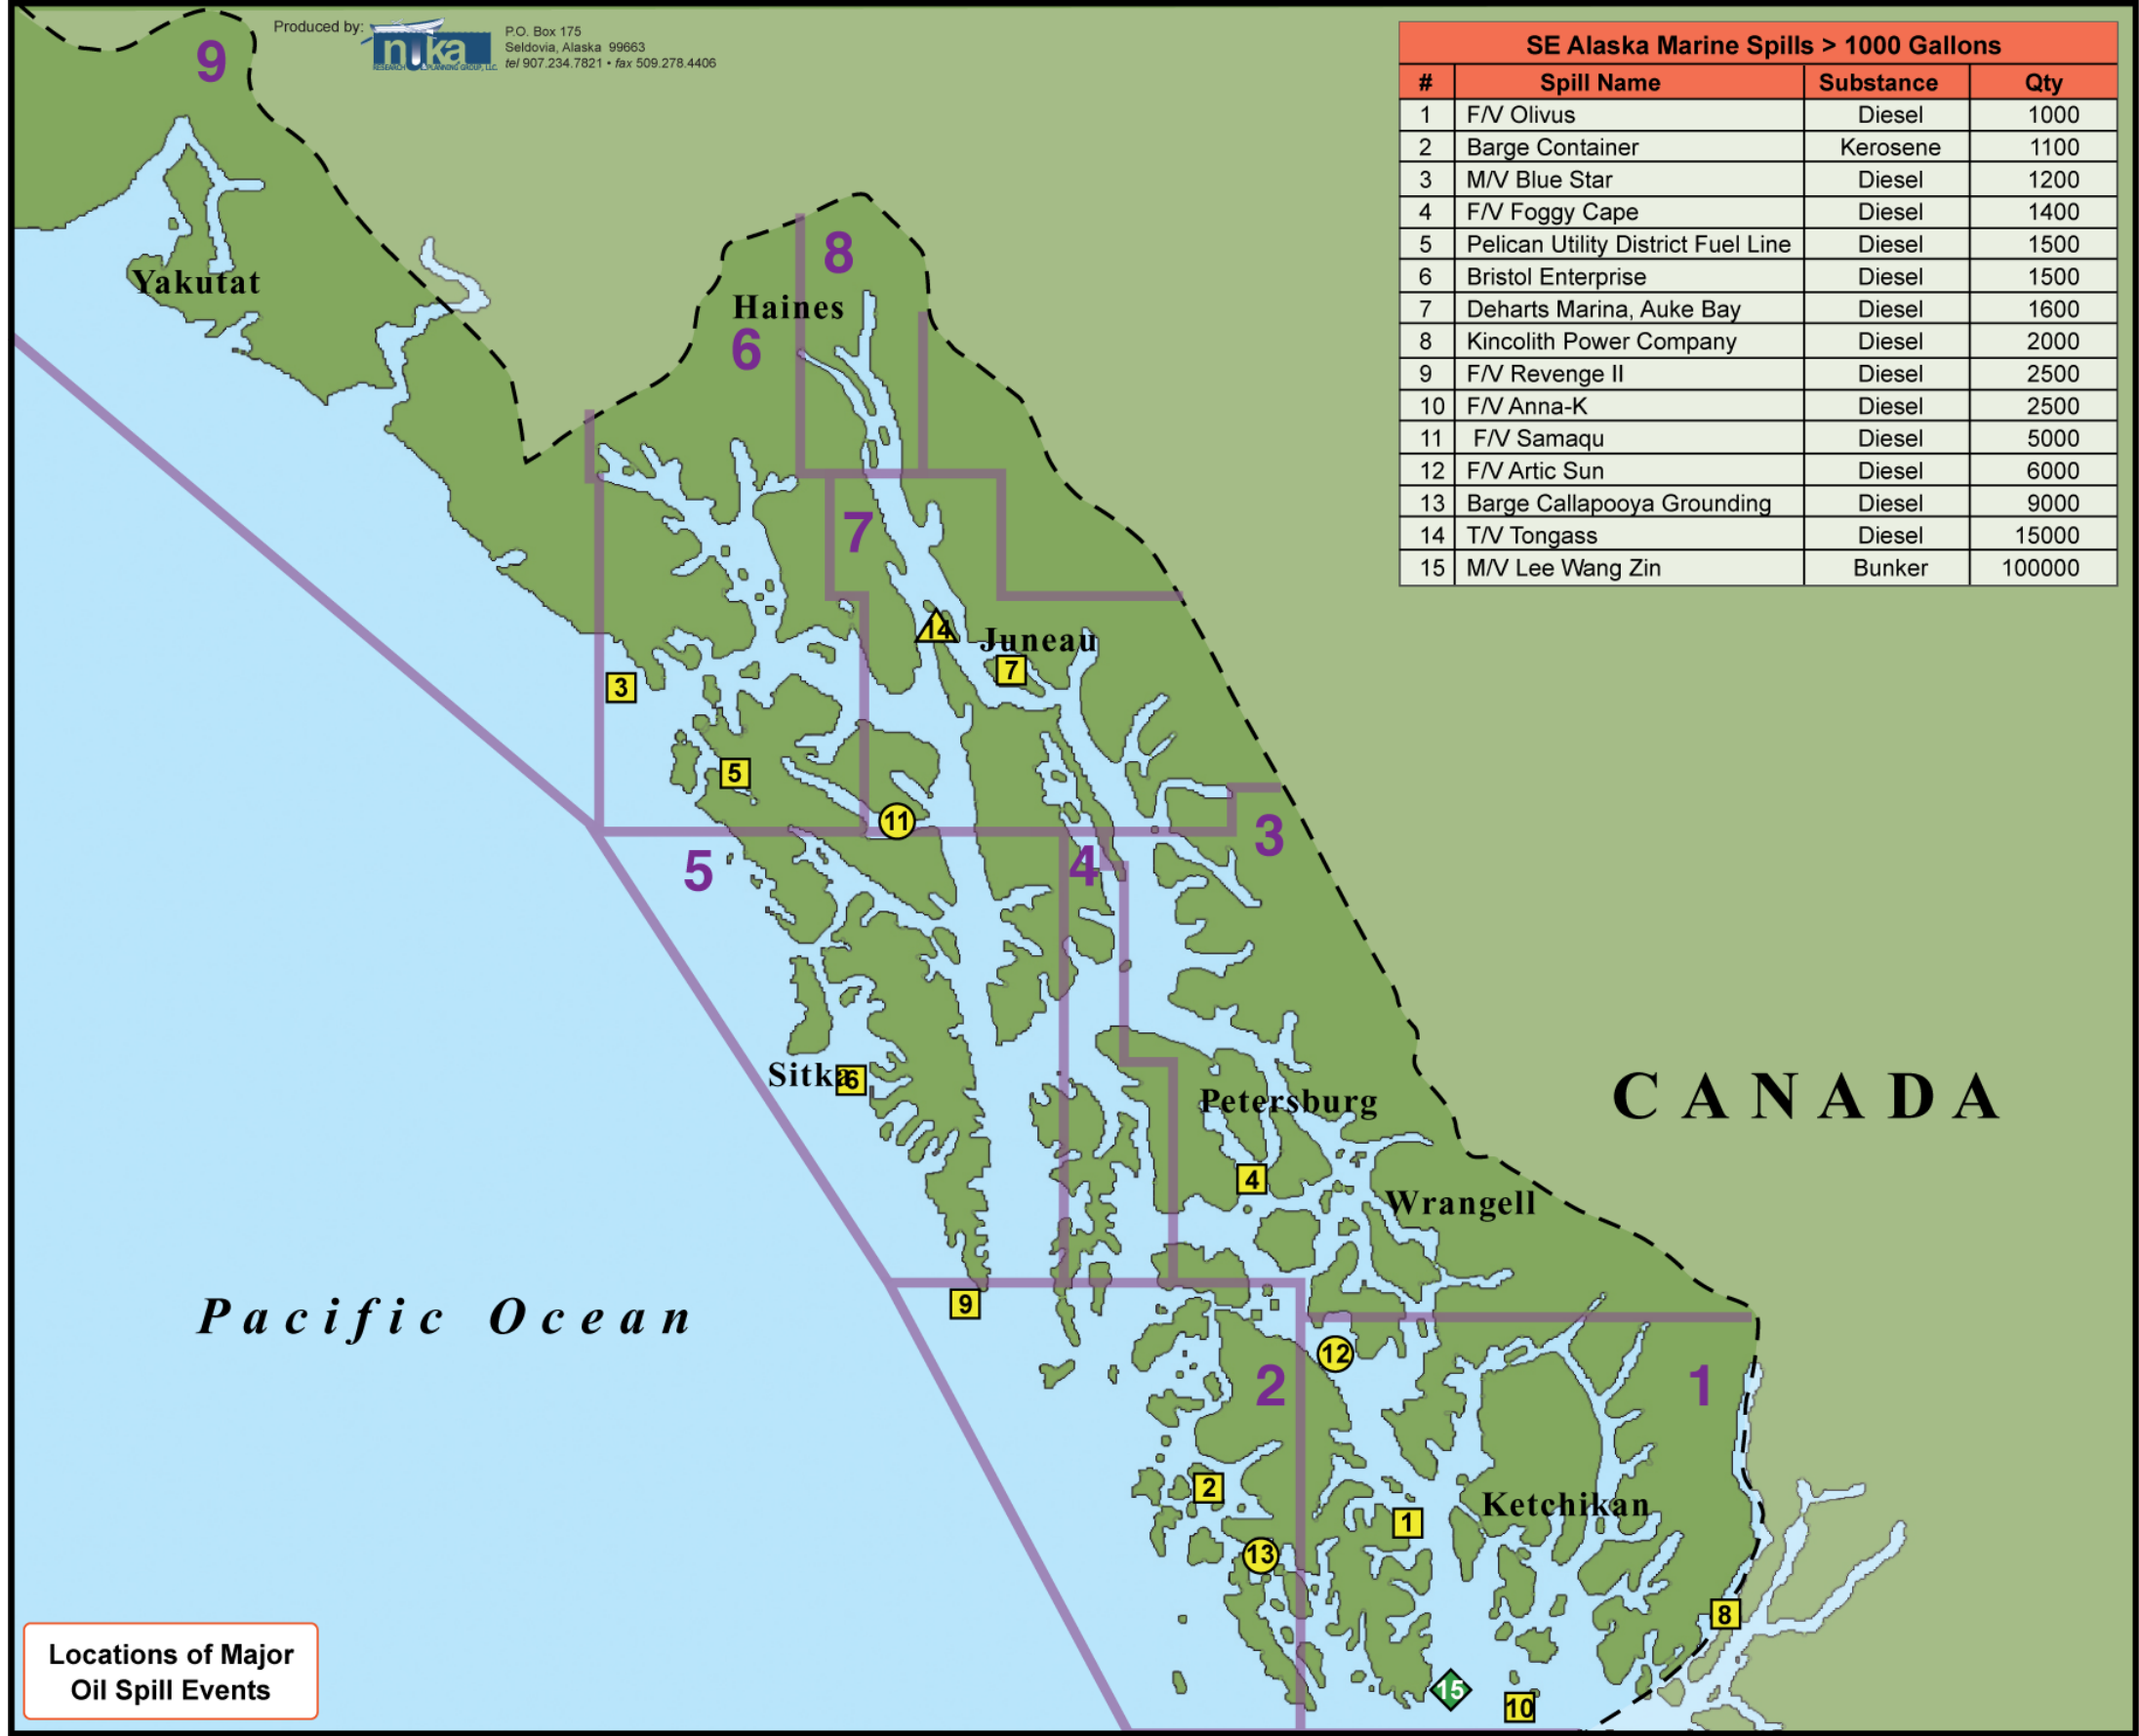 Produced by:
nuka
RESEARCH & PLANNING GROUP, LLC.
P.O. Box 175
Seldovia, Alaska 99663
tel 907.234.7821 • fax 509.278.4406
SE Alaska Marine Spills > 1000 Gallons
# Spill Name Substance Qty
1 F/V Olivus Diesel 1000
2 Barge Container Kerosene 1100
3 M/V Blue Star Diesel 1200
4 F/V Foggy Cape Diesel 1400
5 Pelican Utility District Fuel Line Diesel 1500
6 Bristol Enterprise Diesel 1500
7 Deharts Marina, Auke Bay Diesel 1600
8 Kincolith Power Company Diesel 2000
9 F/V Revenge II Diesel 2500
10 F/V Anna-K Diesel 2500
11 F/V Samaqu Diesel 5000
12 F/V Artic Sun Diesel 6000
13 Barge Callapooya Grounding Diesel 9000
14 T/V Tongass Diesel 15000
15 M/V Lee Wang Zin Bunker 100000
9
8
Yakutat
Haines
6
7
14
Juneau
7
3
5
11
3
4
5
Sitka
6
Petersburg
CANADA
4
Wrangell
9
Pacific Ocean
12
2
1
2
Ketchikan
1
13
8
15
10
Locations of Major
Oil Spill Events